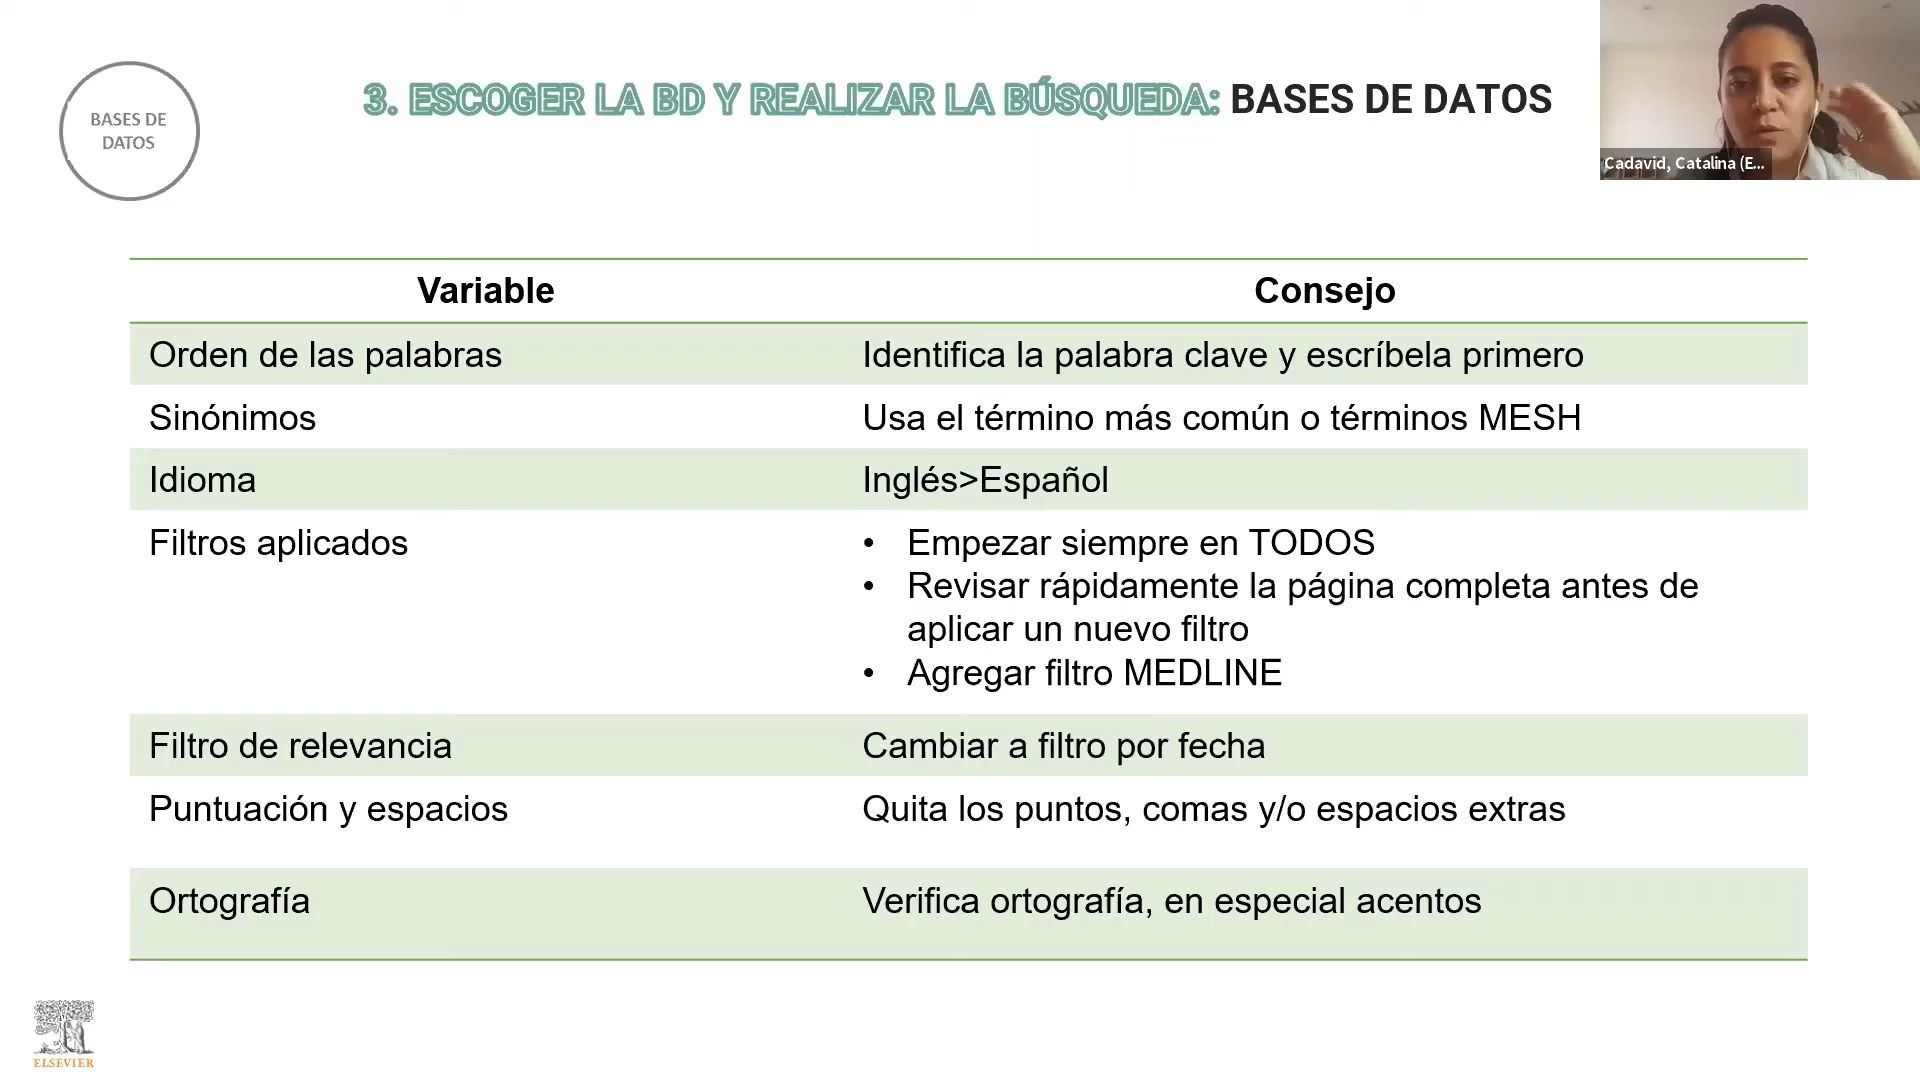 BASES DE
DATOS
3. ESCOGER LA BD Y REALIZAR LA BÚSQUEDA: BASES DE DATOS
Cadavid, Catalina (E...
Variable Consejo
Orden de las palabras Identifica la palabra clave y escríbela primero
Sinónimos Usa el término más común o términos MESH
Idioma Inglés>Español
Filtros aplicados • Empezar siempre en TODOS
• Revisar rápidamente la página completa antes de
aplicar un nuevo filtro
• Agregar filtro MEDLINE
Filtro de relevancia Cambiar a filtro por fecha
Puntuación y espacios Quita los puntos, comas y/o espacios extras
Ortografía Verifica ortografía, en especial acentos
ELSEVIER